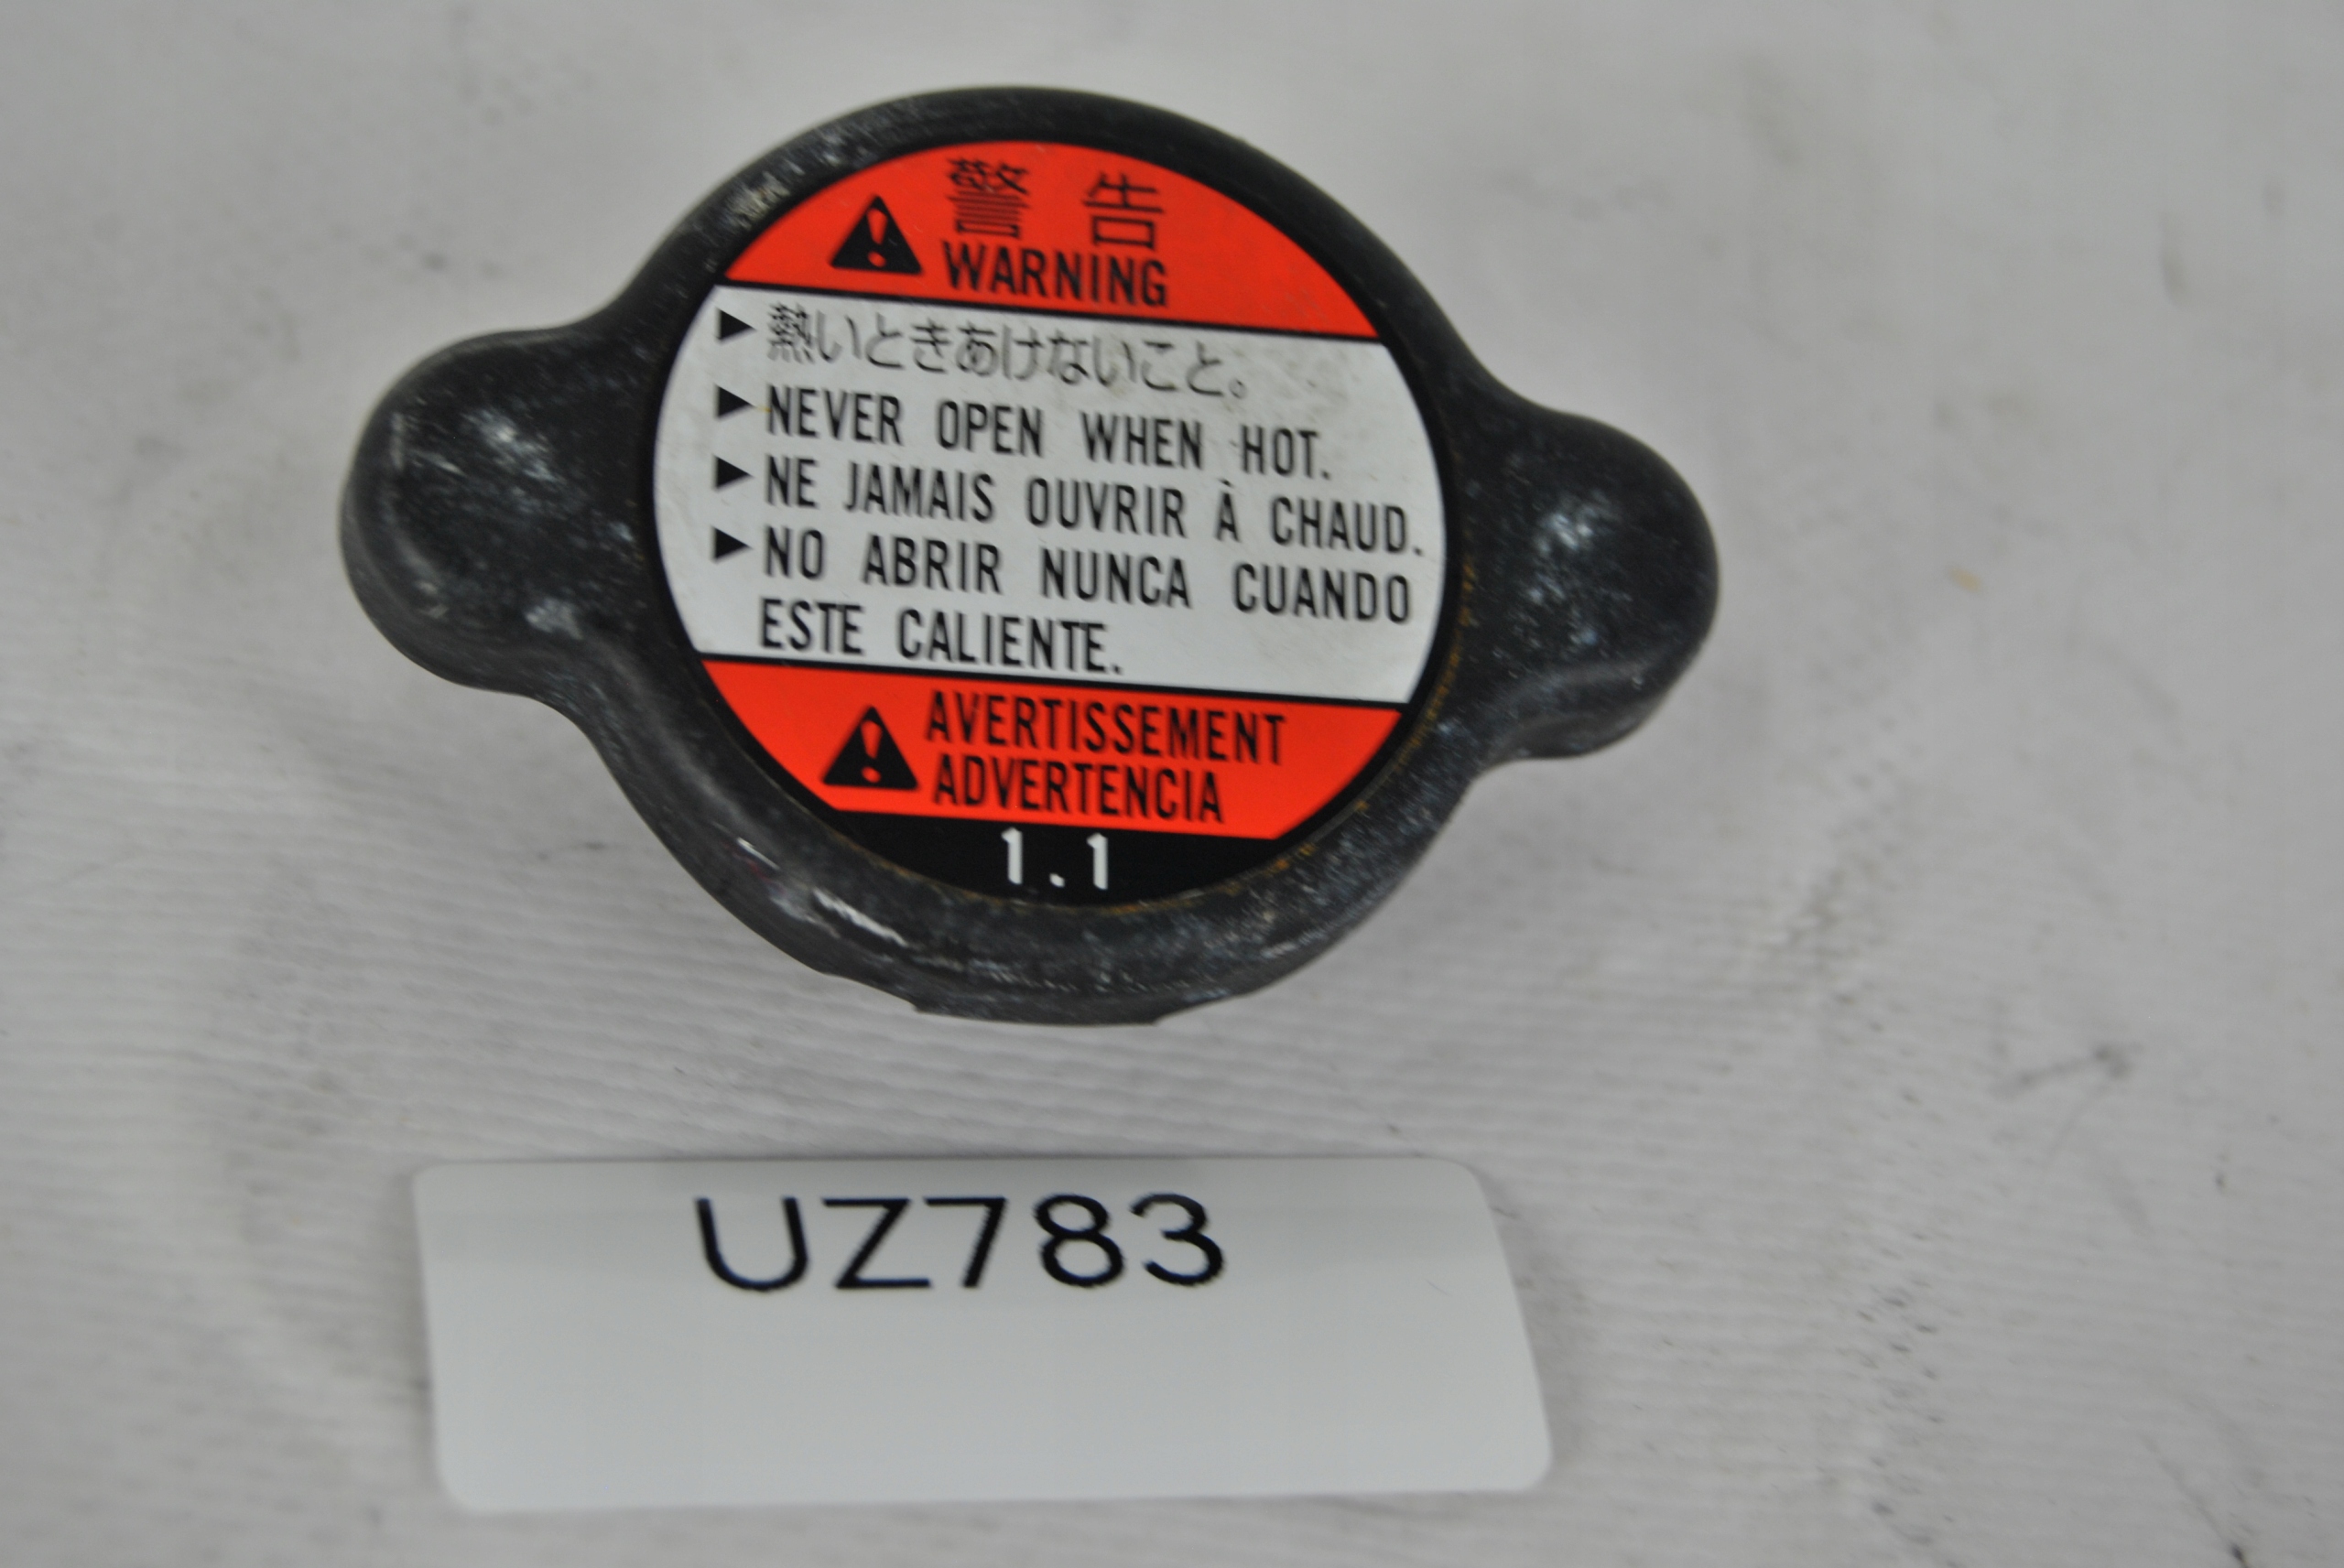 警告
WARNING
熱いときあけないこと。
NEVER OPEN WHEN HOT.
NE JAMAIS OUVRIR À CHAUD.
NO ABRIR NUNCA CUANDO
ESTE CALIENTE.
AVERTISSEMENT
ADVERTENCIA
1.1
UZ783